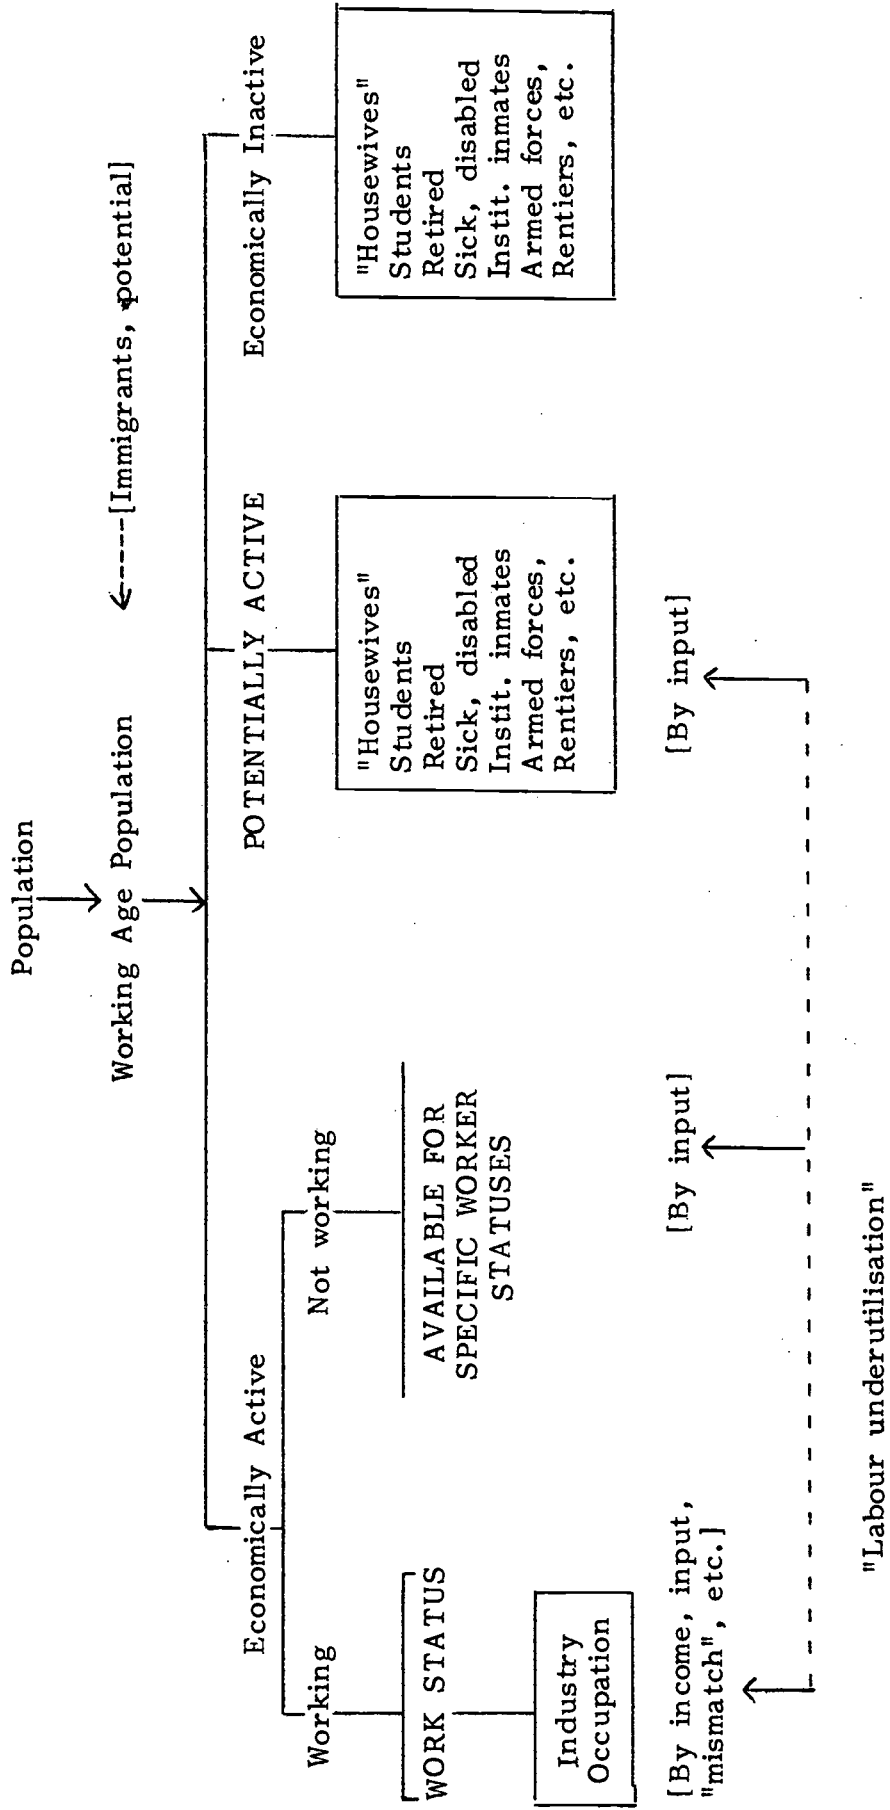 Population
Working Age Population
[Immigrants, potential]
Economically Active
POTENTIALLY ACTIVE
Economically Inactive
Working
Not working
WORK STATUS
AVAILABLE FOR
SPECIFIC WORKER
STATUSES
Industry
Occupation
"Housewives"
Students
Retired
Sick, disabled
Instit. inmates
Armed forces,
Rentiers, etc.
"Housewives"
Students
Retired
Sick, disabled
Instit. inmates
Armed forces,
Rentiers, etc.
[By income, input,
"mismatch", etc.]
[By input]
[By input]
"Labour underutilisation"